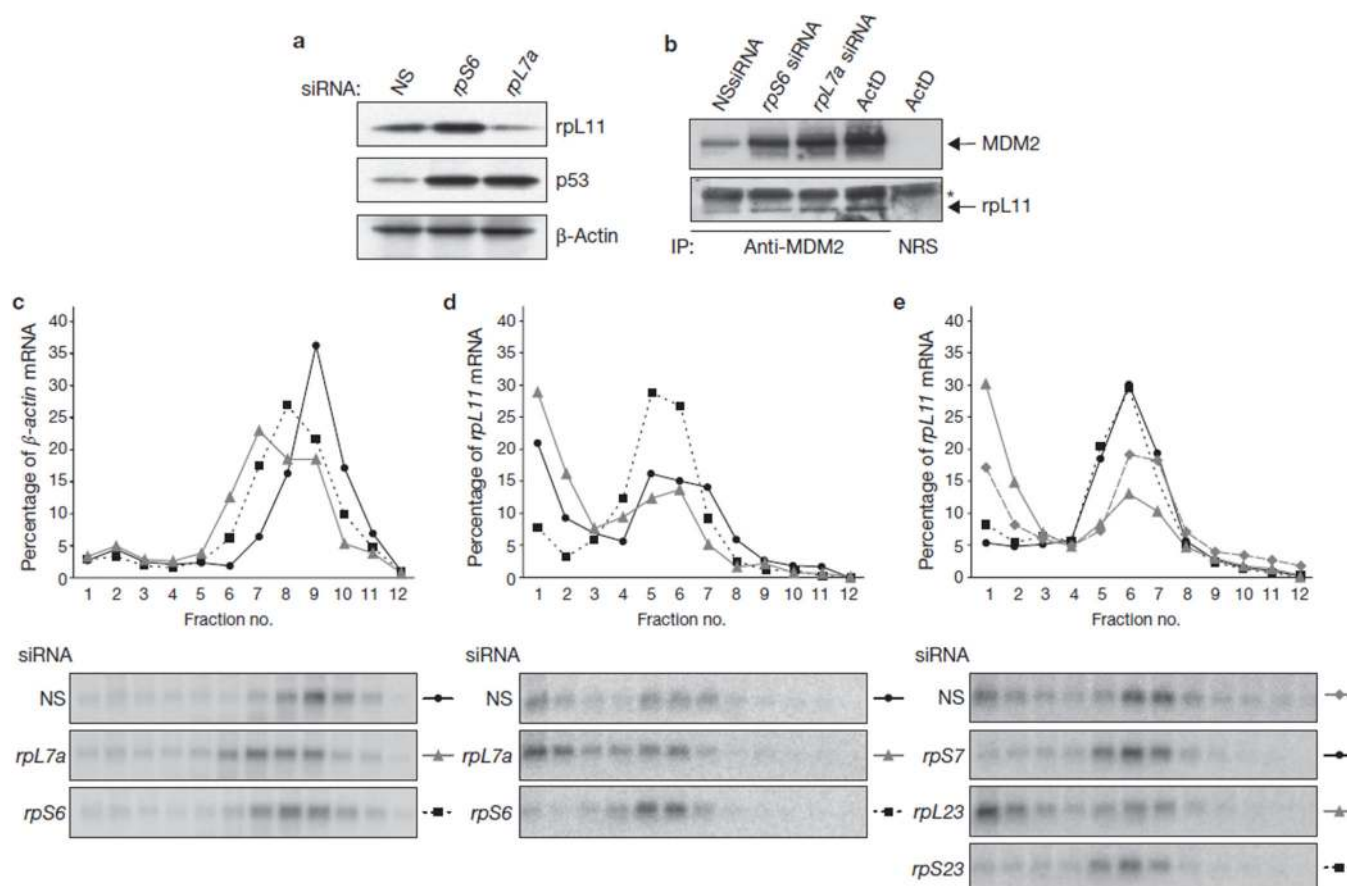 a
siRNA: NS rpS6 rpL7a
rpL11
p53
β-Actin
b
NSsiRNA rpS6 siRNA rpL7a siRNA ActD ActD
MDM2
*
rpL11
IP: Anti-MDM2 NRS
c
Percentage of β-actin mRNA
40
35
30
25
20
15
10
5
0
1 2 3 4 5 6 7 8 9 10 11 12
Fraction no.
siRNA
NS
rpL7a
rpS6
d
Percentage of rpL11 mRNA
40
35
30
25
20
15
10
5
0
1 2 3 4 5 6 7 8 9 10 11 12
Fraction no.
siRNA
NS
rpL7a
rpS6
e
Percentage of rpL11 mRNA
40
35
30
25
20
15
10
5
0
1 2 3 4 5 6 7 8 9 10 11 12
Fraction no.
siRNA
NS
rpS7
rpL23
rpS23